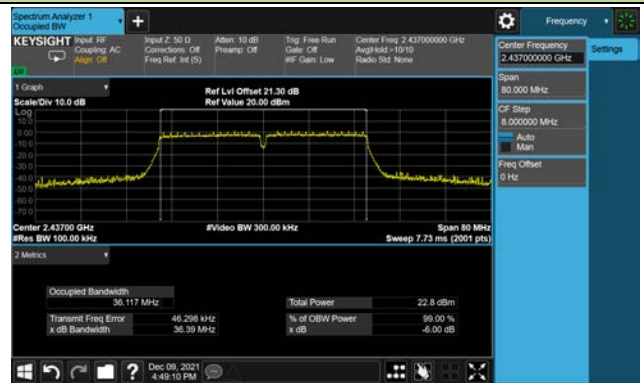 Spectrum Analyzer 1
Occupied BW
+
Frequency
KEYSIGHT
Input: RF
Coupling: AC
Align: Off
Input Z: 50 Ω
Corrections: Off
Freq Ref: Int (S)
Atten: 10 dB
Preamp: Off
Trig: Free Run
Gate: Off
#IF Gain: Low
Center Freq: 2.437000000 GHz
Avg|Hold:>10/10
Radio Std: None
Center Frequency
2.437000000 GHz
Settings
Span
80.000 MHz
CF Step
8.000000 MHz
Auto
Man
Freq Offset
0 Hz
1 Graph
Scale/Div 10.0 dB
Ref Lvl Offset 21.30 dB
Ref Value 20.00 dBm
Log
10.0
0.00
-10.0
-20.0
-30.0
-40.0
-50.0
-60.0
-70.0
Center 2.43700 GHz
#Video BW 300.00 kHz
Span 80 MHz
#Res BW 100.00 kHz
Sweep 7.73 ms (2001 pts)
2 Metrics
Occupied Bandwidth
36.117 MHz
Total Power 22.8 dBm
Transmit Freq Error 46.298 kHz
% of OBW Power 99.00 %
x dB Bandwidth 36.39 MHz
x dB -6.00 dB
?
Dec 09, 2021
4:49:10 PM